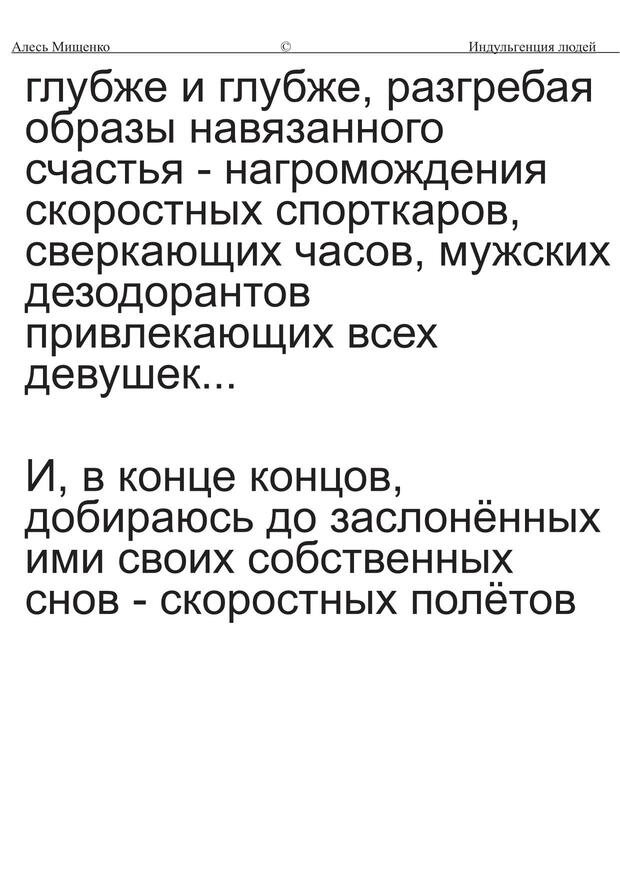 Алесь Мищенко © Индульгенция людей
глубже и глубже, разгребая
образы навязанного
счастья - нагромождения
скоростных спорткаров,
сверкающих часов, мужских
дезодорантов
привлекающих всех
девушек...
И, в конце концов,
добираюсь до заслонённых
ими своих собственных
снов - скоростных полётов